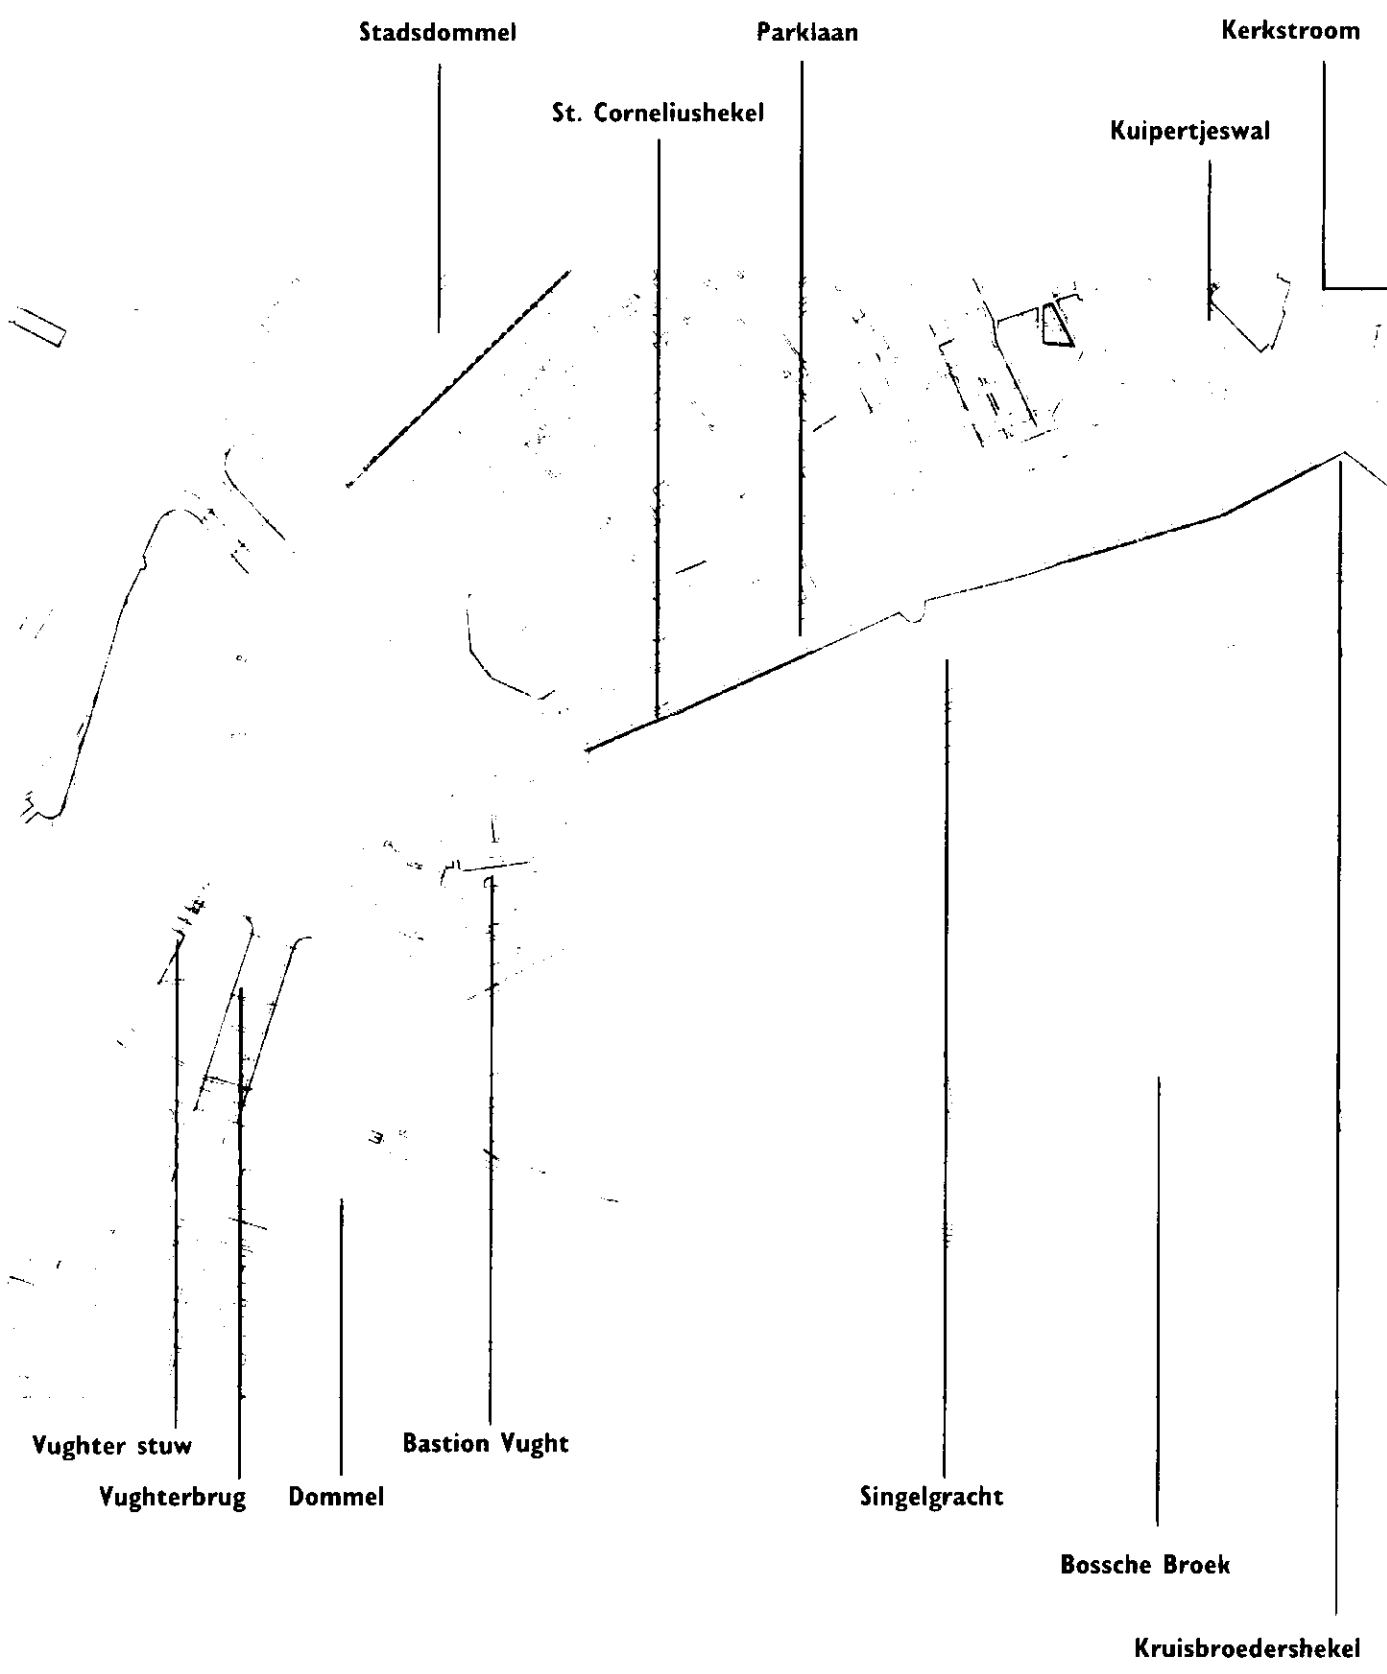 Stadsdommel
Parklaan
Kerkstroom
St. Corneliushekel
Kuipertjeswal
Vughter stuw
Bastion Vught
Vughterbrug
Dommel
Singelgracht
Bossche Broek
Kruisbroedershekel